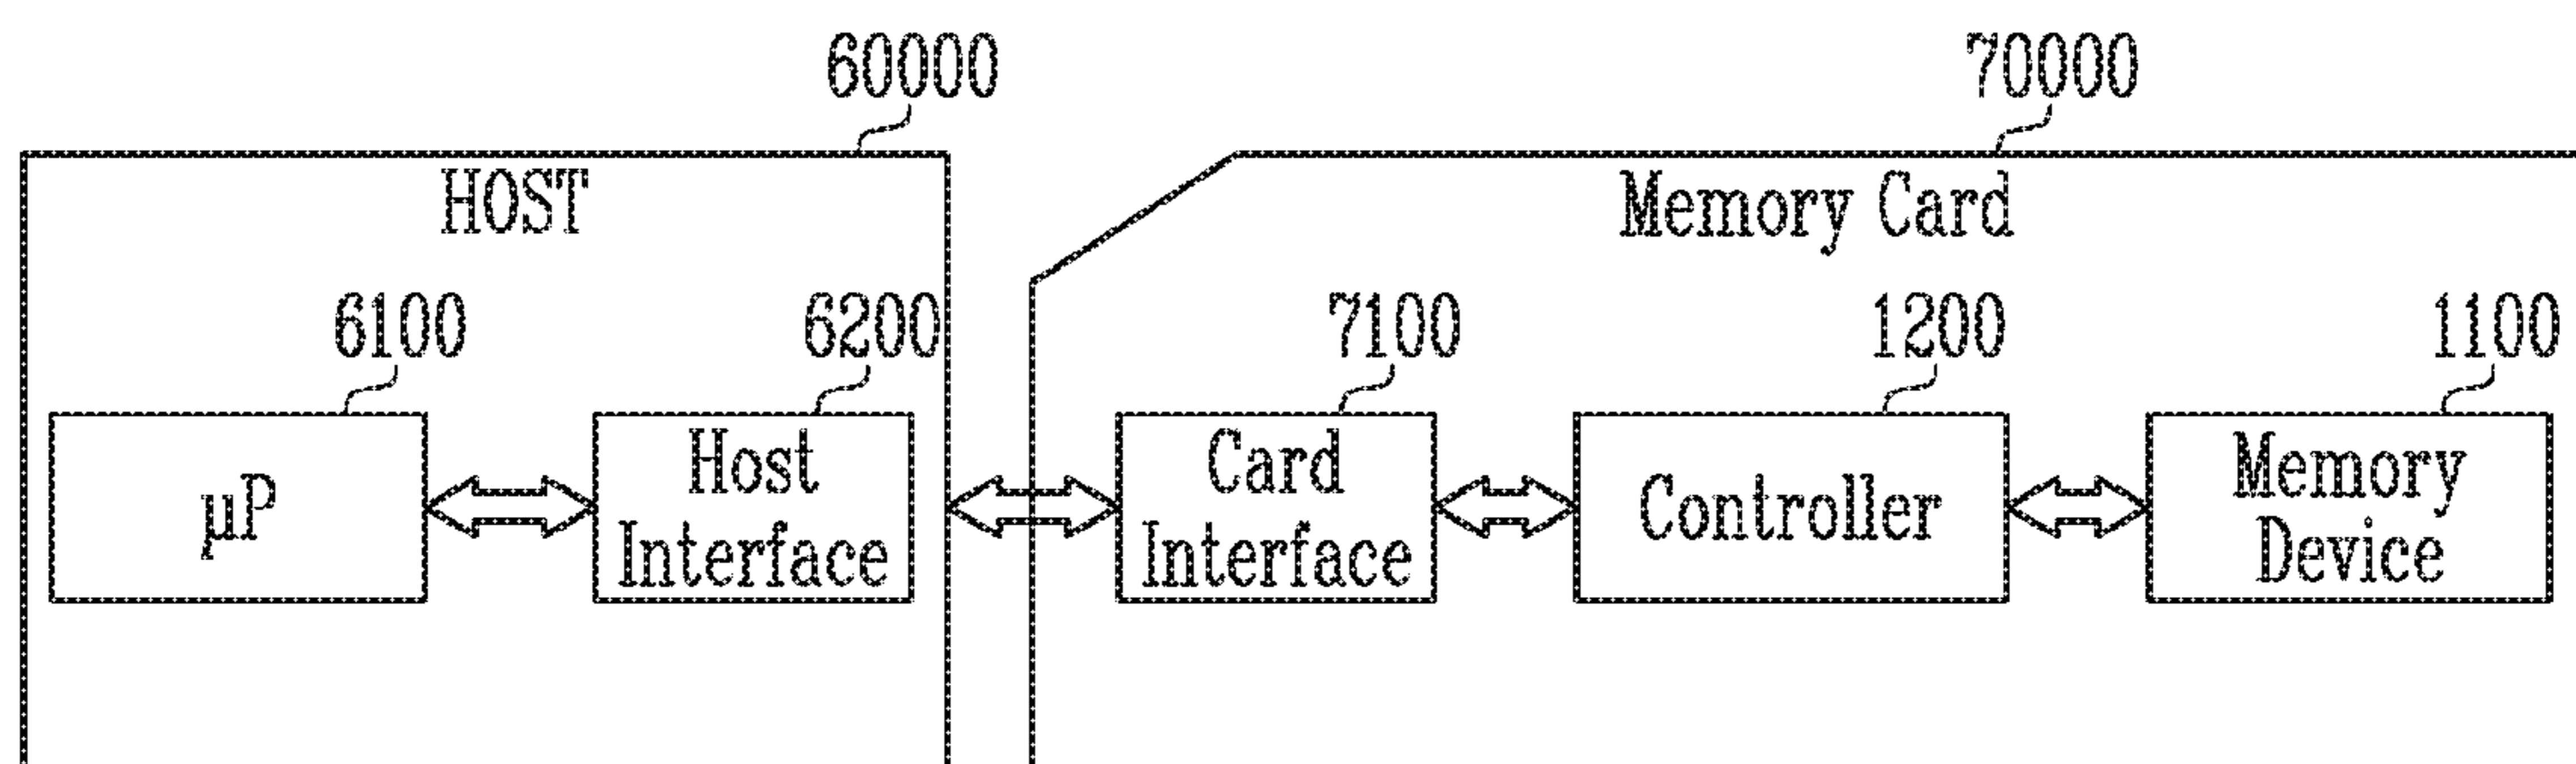 60000
70000
HOST
Memory Card
6100
6200
7100
1200
1100
µP
Host
Interface
Card
Interface
Controller
Memory
Device